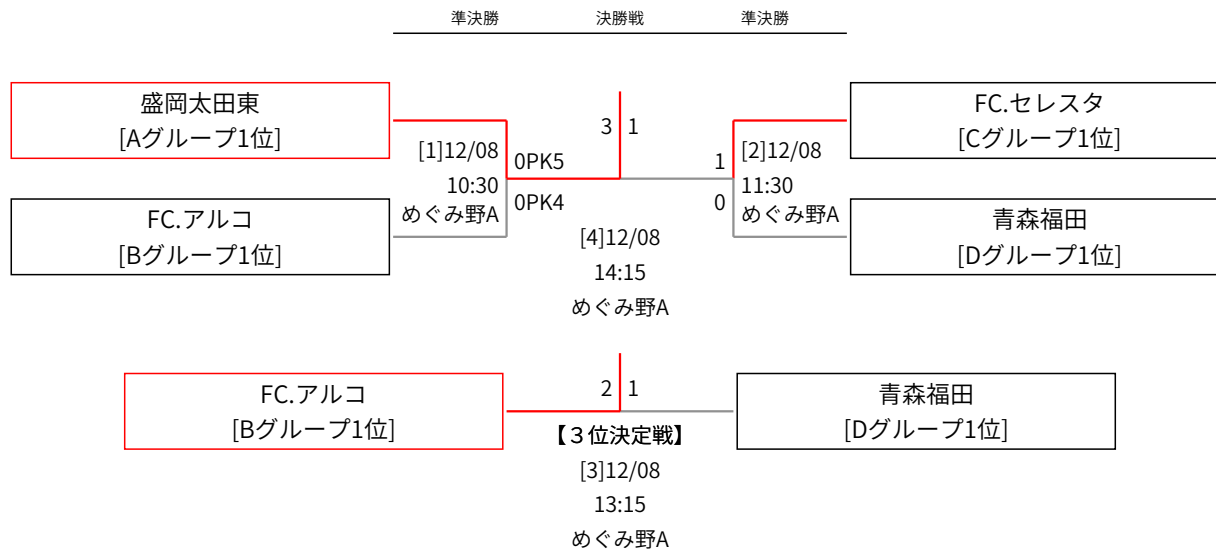 準決勝
決勝戦
準決勝
盛岡太田東
[Aグループ1位]
FC.アルコ
[Bグループ1位]
[1]12/08
10:30
めぐみ野A
0PK5
0PK4
3
1
[4]12/08
14:15
めぐみ野A
1
0
[2]12/08
11:30
めぐみ野A
FC.セレスタ
[Cグループ1位]
青森福田
[Dグループ1位]
FC.アルコ
[Bグループ1位]
2
1
【３位決定戦】
[3]12/08
13:15
めぐみ野A
青森福田
[Dグループ1位]